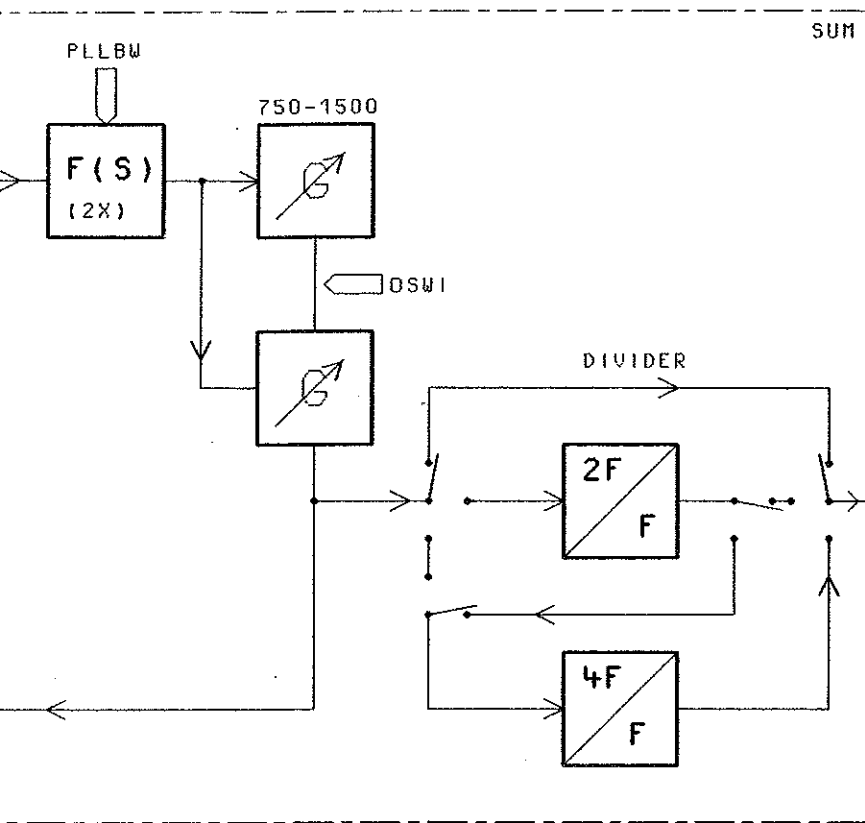 SUM
PLLBW
750-1500
F(S)
(2X)
G
OSWI
G
DIVIDER
2F
F
4F
F